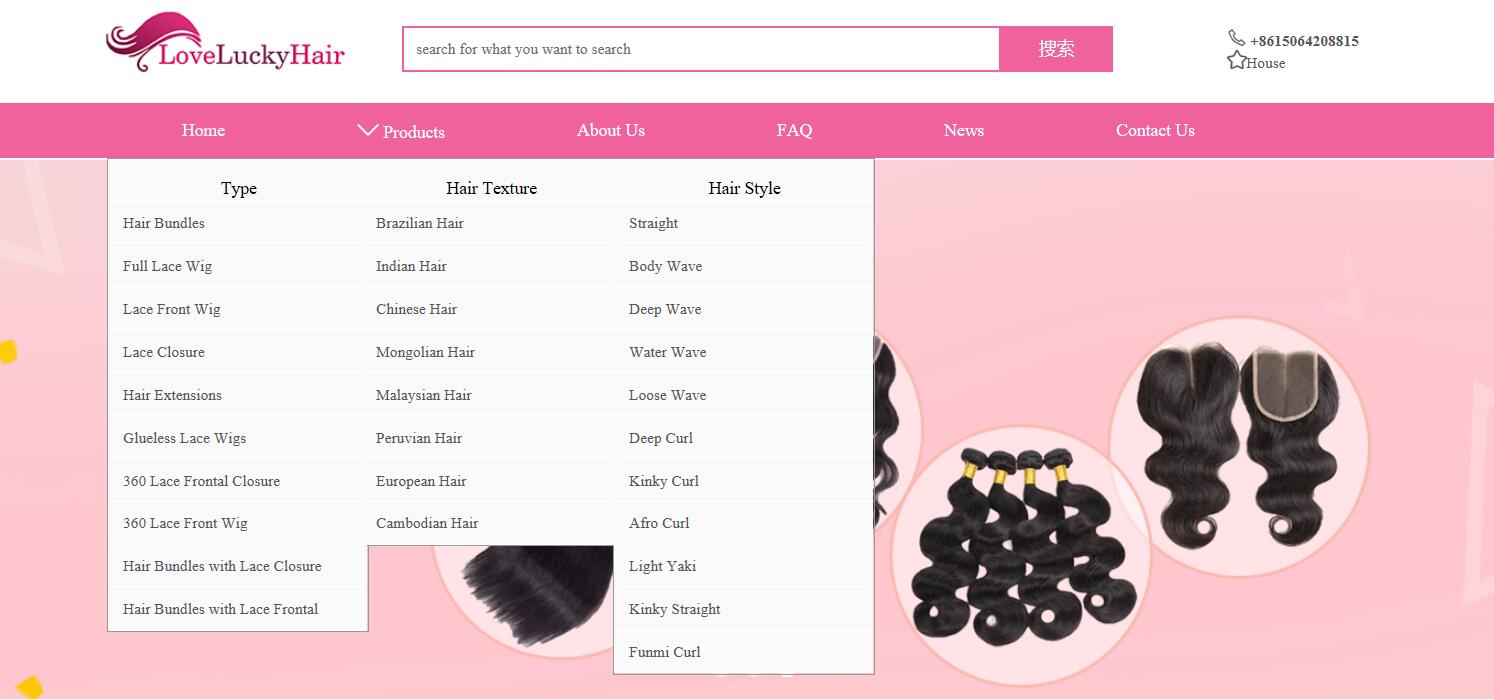 LoveLuckyHair
search for what you want to search
搜索
+8615064208815
House
Home
Products
About Us
FAQ
News
Contact Us
Type
Hair Bundles
Full Lace Wig
Lace Front Wig
Lace Closure
Hair Extensions
Glueless Lace Wigs
360 Lace Frontal Closure
360 Lace Front Wig
Hair Bundles with Lace Closure
Hair Bundles with Lace Frontal
Hair Texture
Brazilian Hair
Indian Hair
Chinese Hair
Mongolian Hair
Malaysian Hair
Peruvian Hair
European Hair
Cambodian Hair
Hair Style
Straight
Body Wave
Deep Wave
Water Wave
Loose Wave
Deep Curl
Kinky Curl
Afro Curl
Light Yaki
Kinky Straight
Funmi Curl